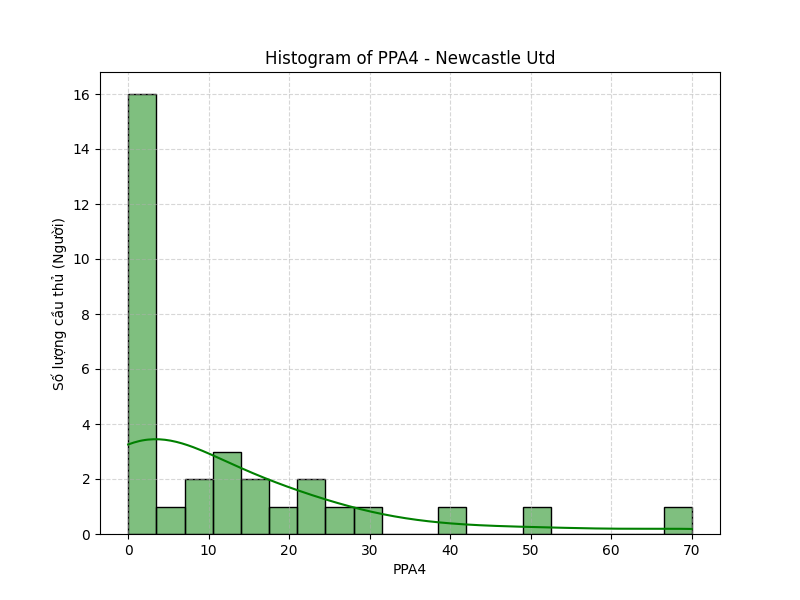 Histogram of PPA4 - Newcastle Utd
Số lượng cầu thủ (Người)
16
14
12
10
8
6
4
2
0
0 10 20 30 40 50 60 70
PPA4